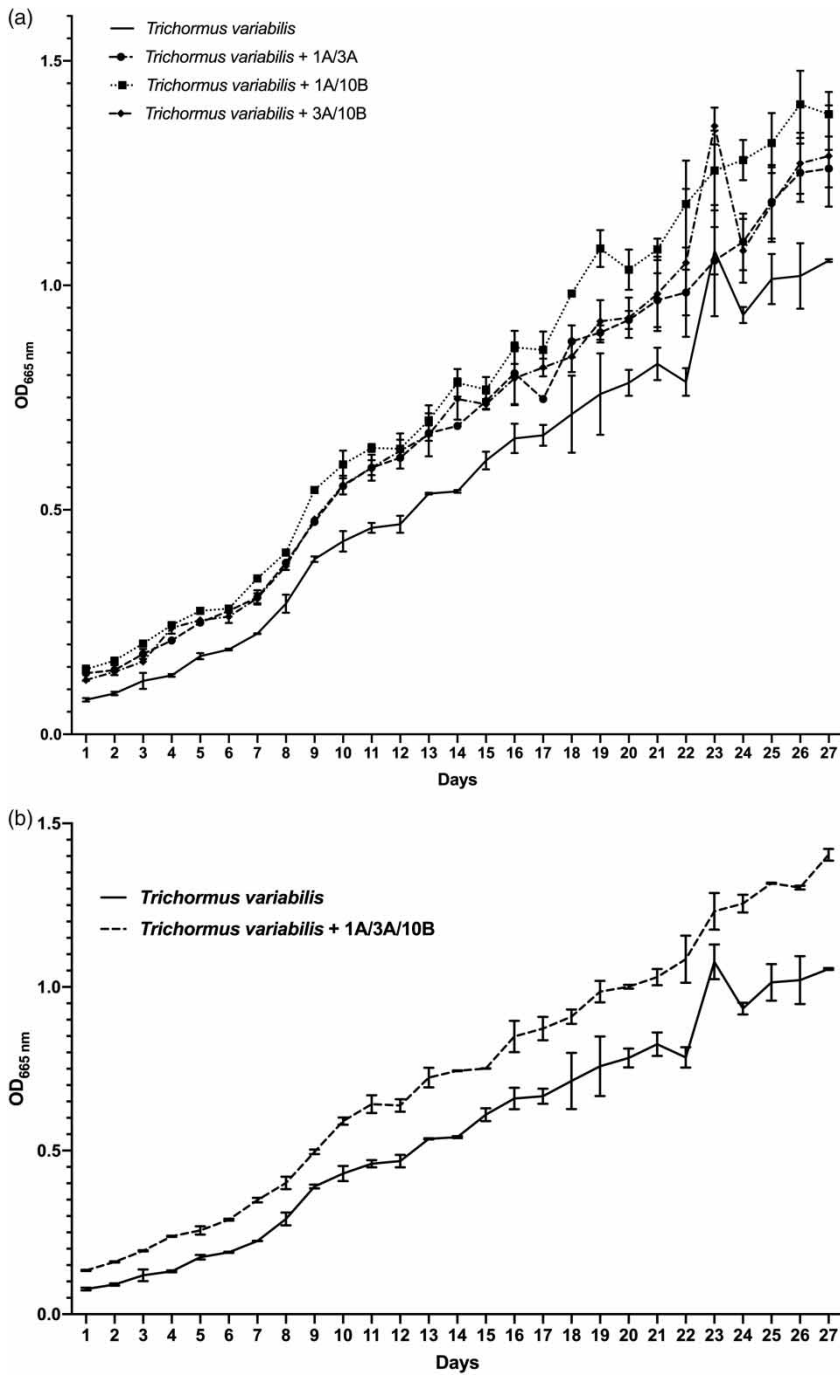 (a)
Trichormus variabilis
Trichormus variabilis + 1A/3A
Trichormus variabilis + 1A/10B
Trichormus variabilis + 3A/10B
1.5
1.0
0.5
0.0
OD665 nm
1 2 3 4 5 6 7 8 9 10 11 12 13 14 15 16 17 18 19 20 21 22 23 24 25 26 27
Days
(b)
1.5
Trichormus variabilis
Trichormus variabilis + 1A/3A/10B
1.0
0.5
0.0
OD665 nm
1 2 3 4 5 6 7 8 9 10 11 12 13 14 15 16 17 18 19 20 21 22 23 24 25 26 27
Days